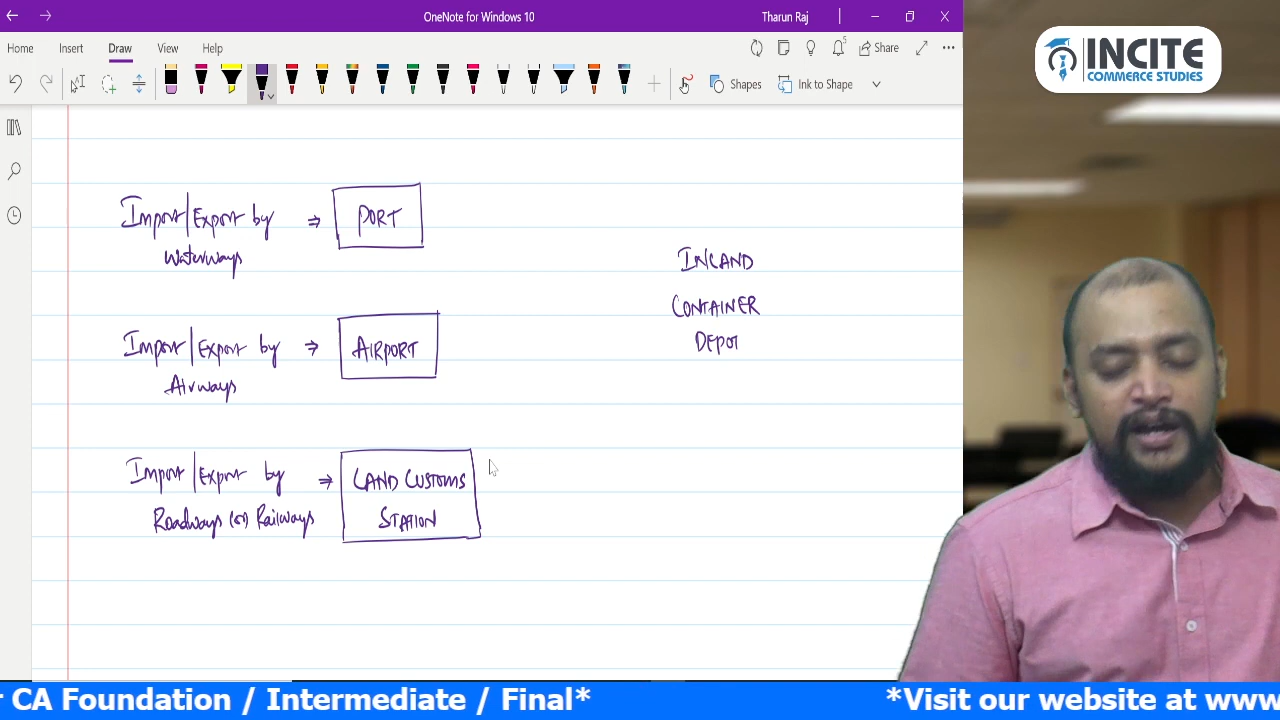 OneNote for Windows 10
Tharun Raj
Home Insert Draw View Help
5
Share
Shapes
Ink to Shape
INCITE
COMMERCE STUDIES
Import|Export by ⇒ PORT
Waterways
INLAND
CONTAINER
DEPOT
Import|Export by ⇒ AIRPORT
Airways
Import|Export by ⇒ LAND CUSTOMS
Roadways (or) Railways STATION
CA Foundation / Intermediate / Final* *Visit our website at www